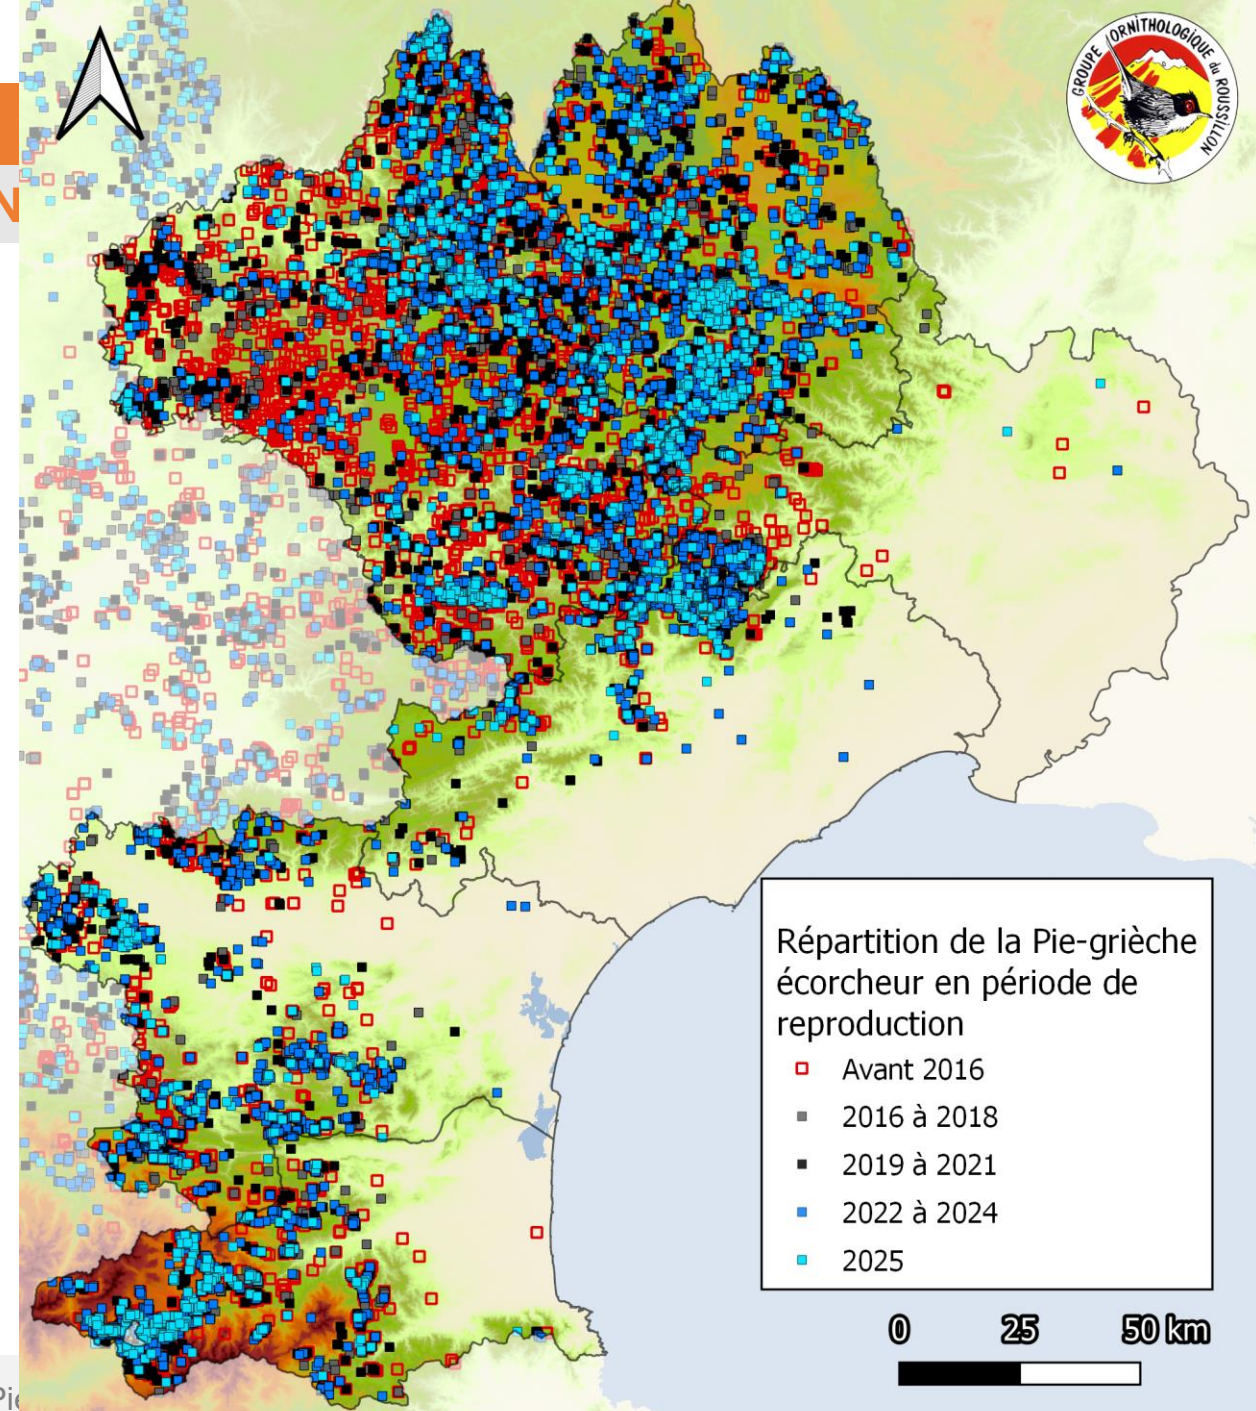 N
GROUPE ORNITHOLOGIQUE du ROUSSILLON
Répartition de la Pie-grièche
écorcheur en période de
reproduction
Avant 2016
2016 à 2018
2019 à 2021
2022 à 2024
2025
0 25 50 km
Pie